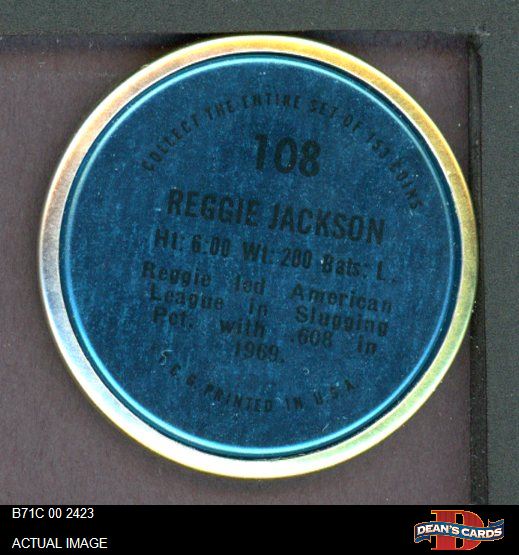 COLLECT THE ENTIRE SET OF 153 COINS
108
REGGIE JACKSON
Ht: 6:00 Wt: 200 Bats: L.
Reggie led American
League in Slugging
Pct. with .608 in
1969.
T.C.G. PRINTED IN U.S.A.
B71C 00 2423
ACTUAL IMAGE
D
DEAN'S CARDS